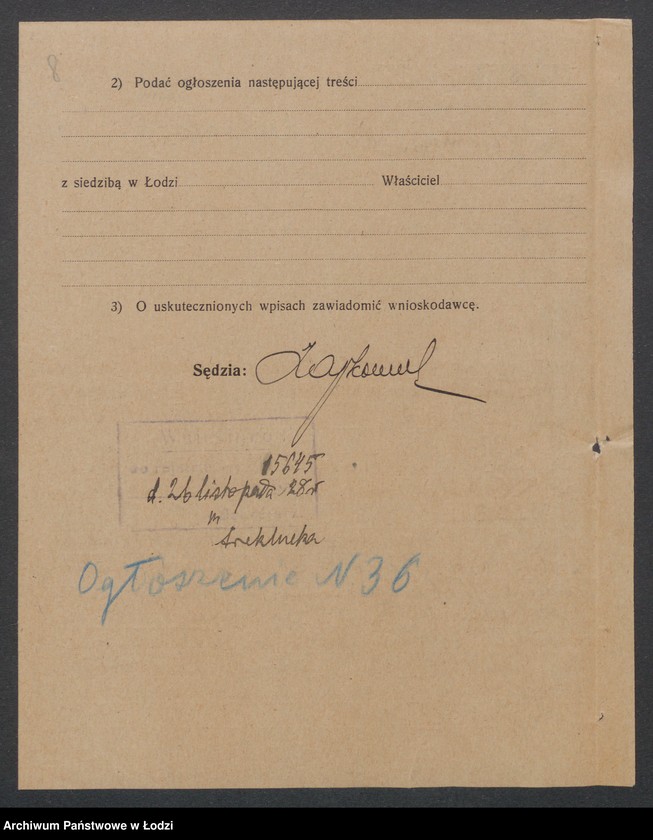 8
2) Podać ogłoszenia następującej treści
z siedzibą w Łodzi Właściciel
3) O uskutecznionych wpisach zawiadomić wnioskodawcę.
Sędzia:
15645
d. 26 listopada 28 r
Ogłoszenie N 36
Archiwum Państwowe w Łodzi